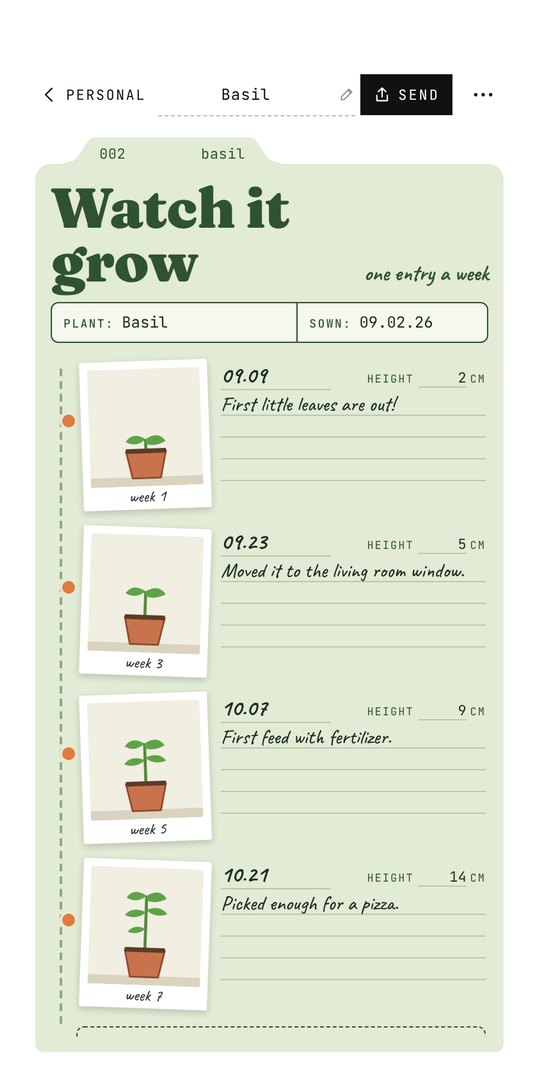 PERSONAL Basil SEND
002 basil
Watch it
grow
one entry a week
PLANT: Basil SOWN: 09.02.26
09.09 HEIGHT 2 CM
First little leaves are out!
week 1
09.23 HEIGHT 5 CM
Moved it to the living room window.
week 3
10.07 HEIGHT 9 CM
First feed with fertilizer.
week 5
10.21 HEIGHT 14 CM
Picked enough for a pizza.
week 7